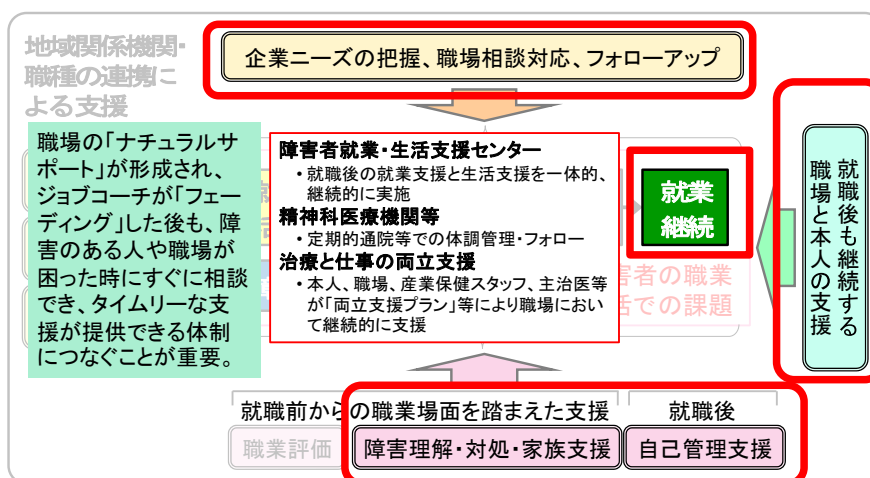 地域関係機関・
職種の連携に
よる支援
企業ニーズの把握、職場相談対応、フォローアップ
職場の「ナチュラルサ
ポート」が形成され、
ジョブコーチが「フェー
ディング」した後も、障
害のある人や職場が
困った時にすぐに相談
でき、タイムリーな支
援が提供できる体制
につなぐことが重要。
障害者就業・生活支援センター
・就職後の就業支援と生活支援を一体的、
継続的に実施
精神科医療機関等
・定期的通院等での体調管理・フォロー
治療と仕事の両立支援
・本人、職場、産業保健スタッフ、主治医等
が「両立支援プラン」等により職場におい
て継続的に支援
就業
継続
害者の職業
活での課題
就職後も継続する
職場と本人の支援
就職前からの職業場面を踏まえた支援
就職後
職業評価
障害理解・対処・家族支援
自己管理支援